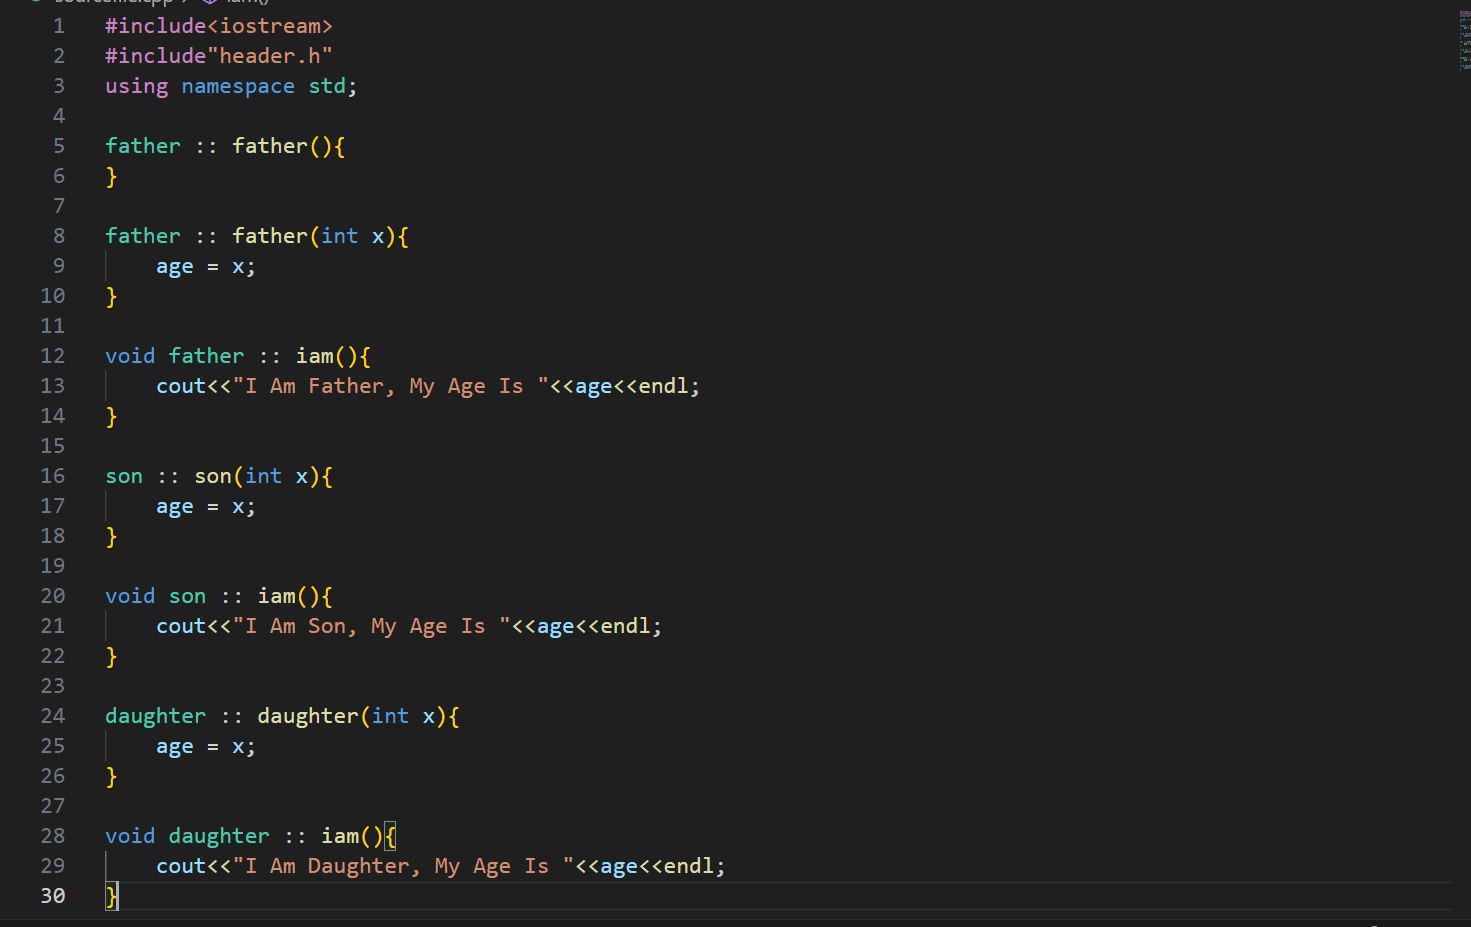 1 #include<iostream>
2 #include"header.h"
3 using namespace std;
4
5 father :: father(){
6 }
7
8 father :: father(int x){
9     age = x;
10 }
11
12 void father :: iam(){
13     cout<<"I Am Father, My Age Is "<<age<<endl;
14 }
15
16 son :: son(int x){
17     age = x;
18 }
19
20 void son :: iam(){
21     cout<<"I Am Son, My Age Is "<<age<<endl;
22 }
23
24 daughter :: daughter(int x){
25     age = x;
26 }
27
28 void daughter :: iam(){
29     cout<<"I Am Daughter, My Age Is "<<age<<endl;
30 }